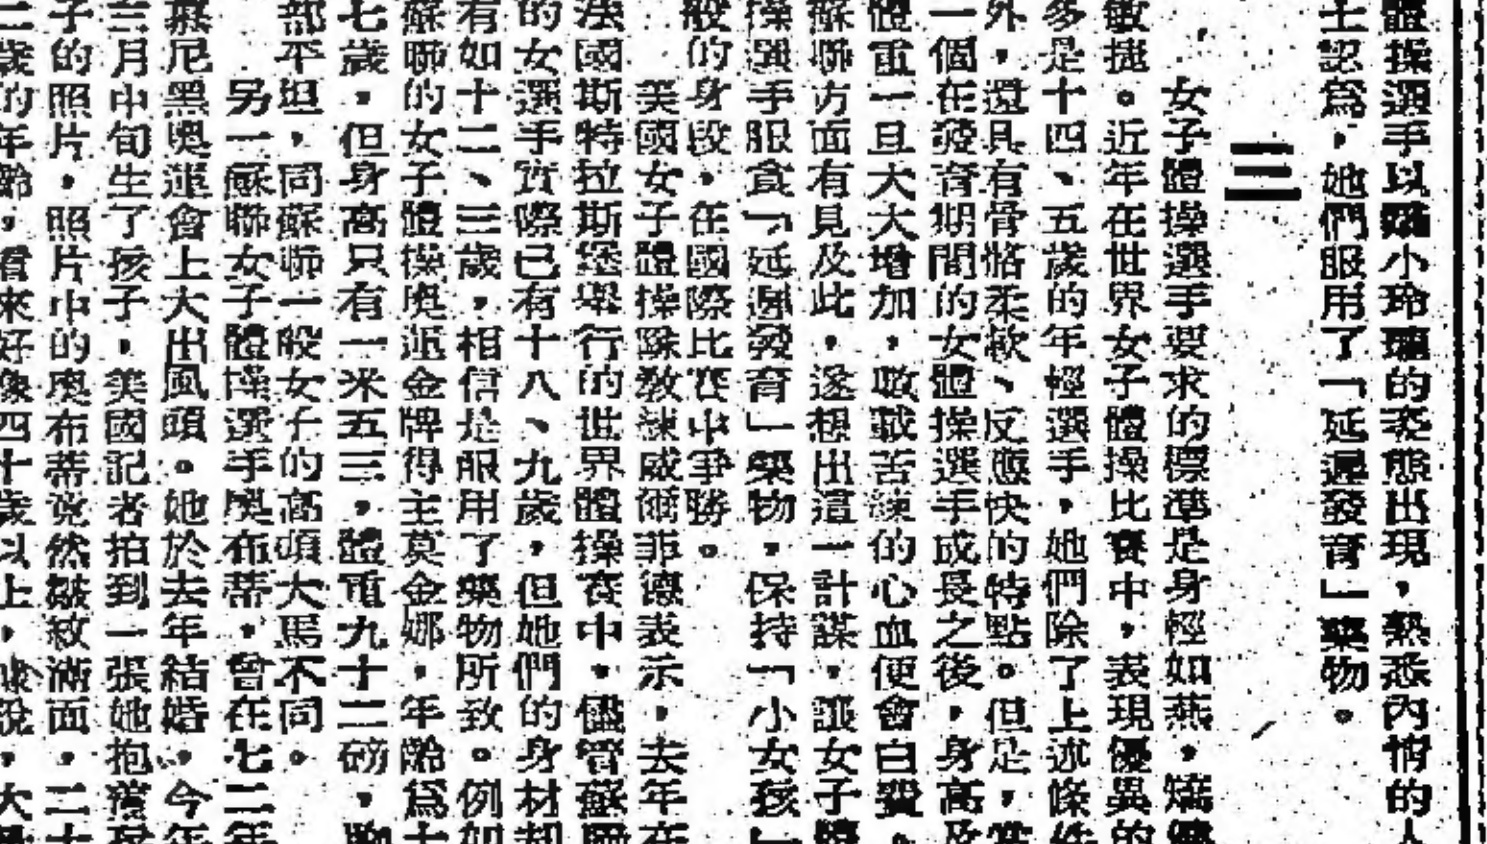 體操選手以嬌小玲瓏的姿態出現，熟悉內情的人
士認爲，她們服用了「延遲發育」藥物。
三
女子體操選手要求的標準是身輕如燕，矯健
敏捷。近年在世界女子體操比賽中，表現優異的
多是十四、五歲的年輕選手，她們除了上述條件
外，還具有骨骼柔軟、反應快的特點。但是，當
一個在發育期間的女體操選手成長之後，身高及
體重一旦大大增加，數載苦練的心血便會白費。
蘇聯方面有見及此，遂想出這一計謀，讓女子體
操選手服食「延遲發育」藥物，保持「小女孩」
般的身段，在國際比賽中爭勝。
美國女子體操隊敎練威爾菲德表示，去年在
法國斯特拉斯堡舉行的世界體操賽中，儘管蘇聯
的女選手實際已有十八、九歲，但她們的身材却
有如十二、三歲，相信是服用了藥物所致。例如
蘇聯的女子體操奧運金牌得主莫金娜，年齡爲十
七歲，但身高只有一米五三，體重九十二磅，胸
部平坦，同蘇聯一般女子的高頭大馬不同。
另一蘇聯女子體操選手奧布蒂，曾在七二年
慕尼黑奧運會上大出風頭。她於去年結婚，今年
三月中旬生了孩子，美國記者拍到一張她抱着孩
子的照片，照片中的奧布蒂竟然皺紋滿面，二十
二歲的年齡，看來好像四十歲以上，據說，大